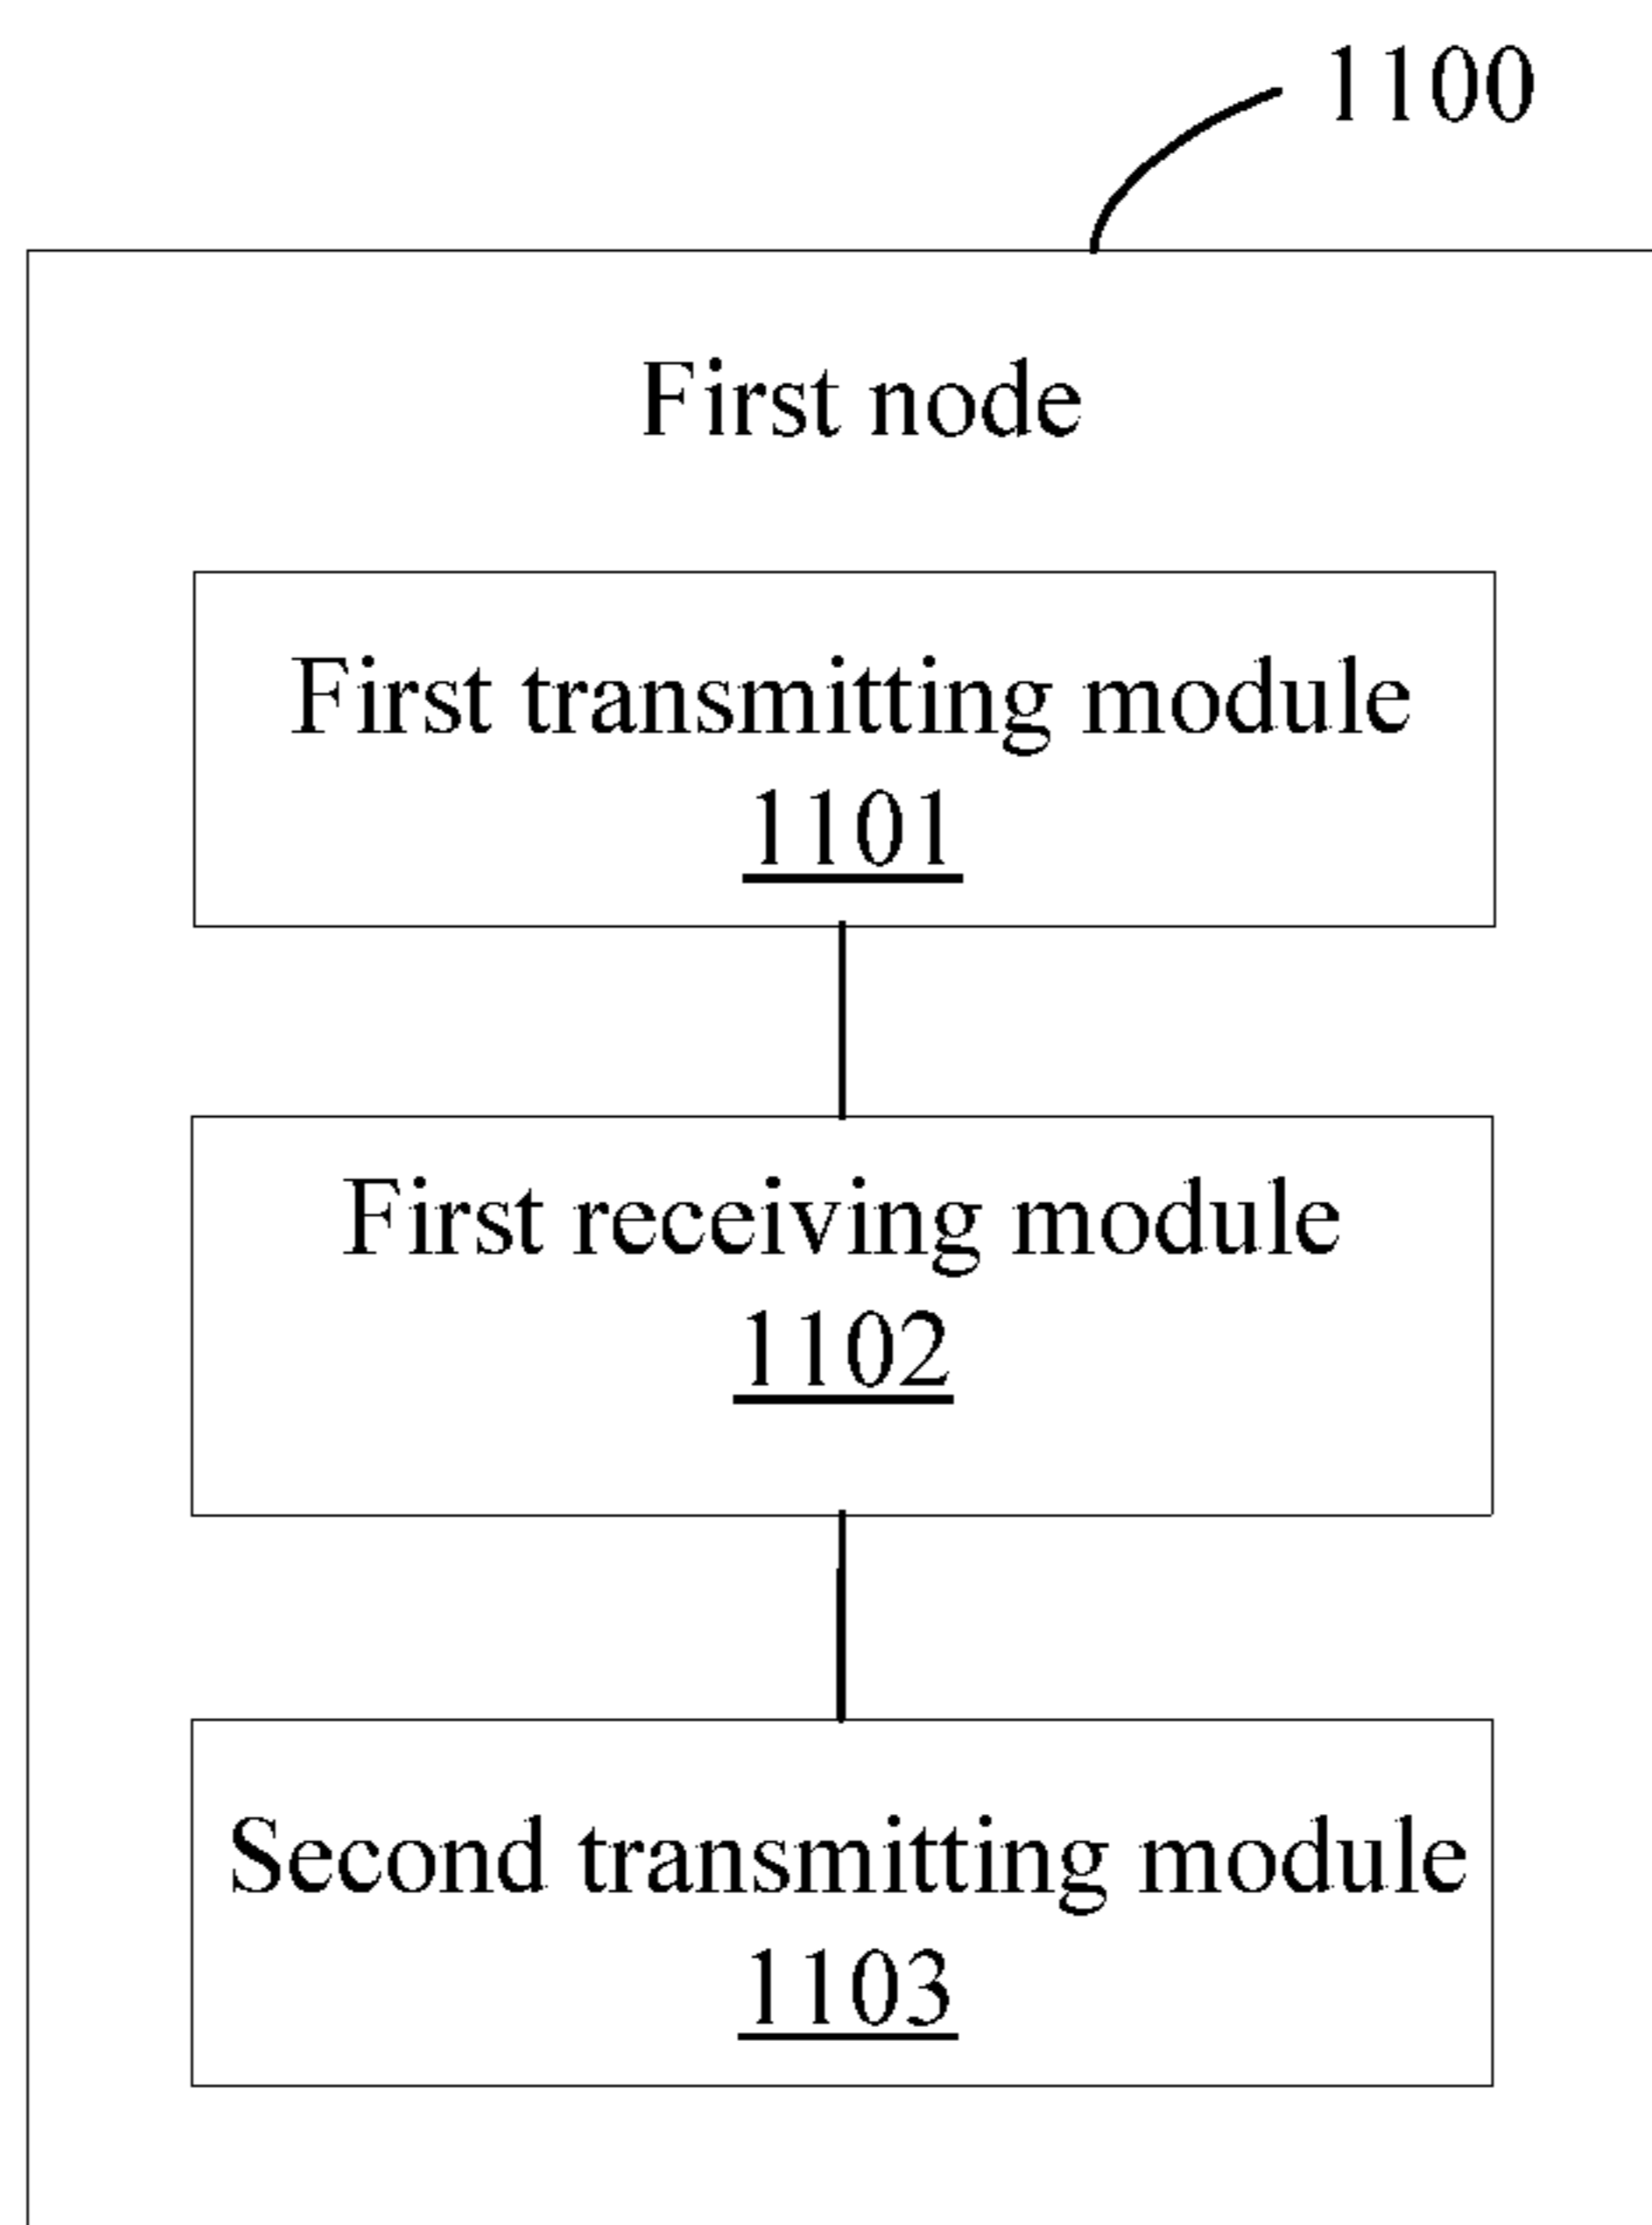 1100
First node
First transmitting module
1101
First receiving module
1102
Second transmitting module
1103